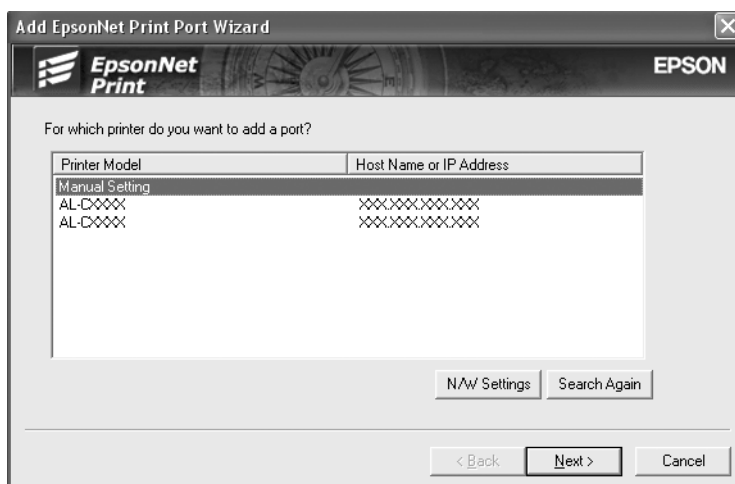 Add EpsonNet Print Port Wizard
EpsonNet
Print
EPSON
For which printer do you want to add a port?
Printer Model Host Name or IP Address
Manual Setting
AL-CXXXX XXX.XXX.XXX.XXX
AL-CXXXX XXX.XXX.XXX.XXX
N/W Settings Search Again
< Back Next > Cancel